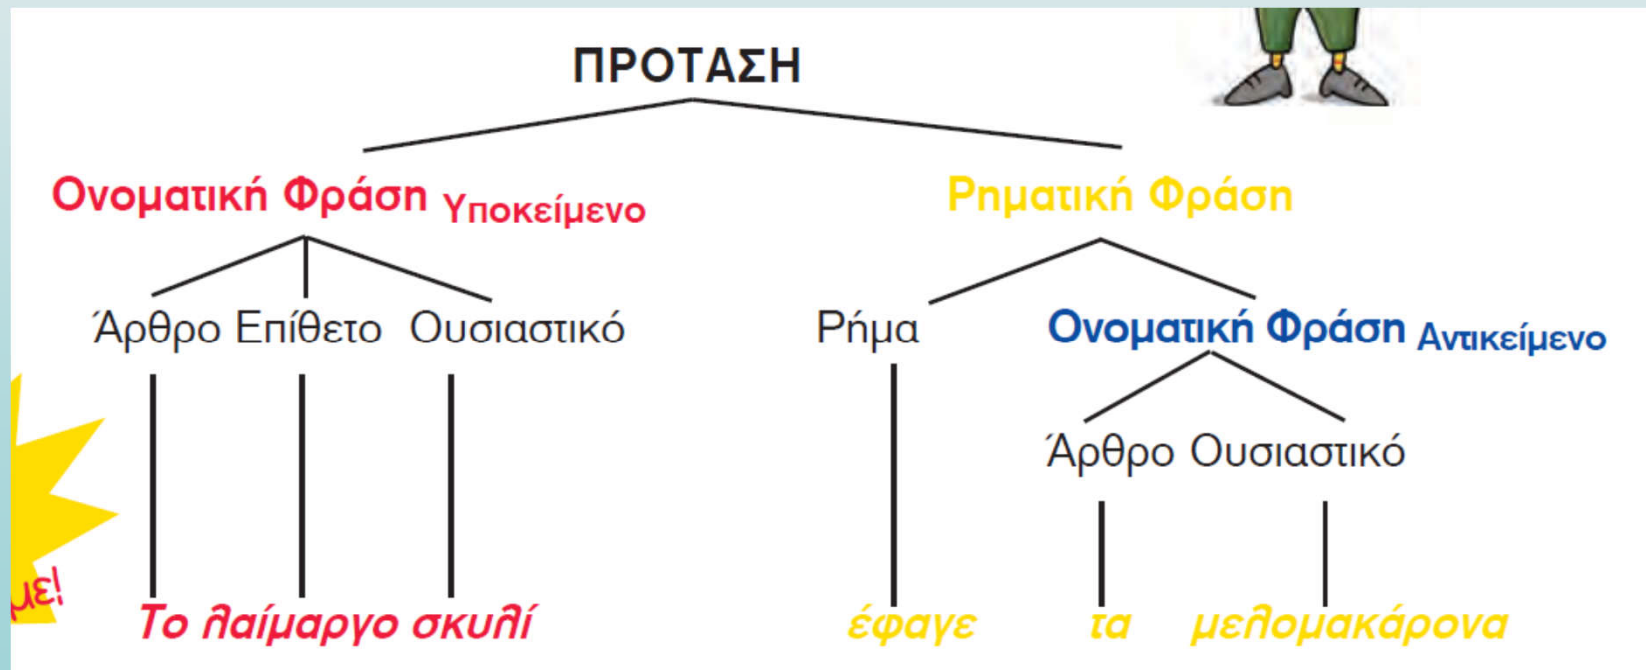 ΠΡΟΤΑΣΗ
Ονοματική Φράση Υποκείμενο Ρηματική Φράση
Άρθρο Επίθετο Ουσιαστικό Ρήμα Ονοματική Φράση Αντικείμενο
Άρθρο Ουσιαστικό
με!
Το λαίμαργο σκυλί έφαγε τα μελομακάρονα